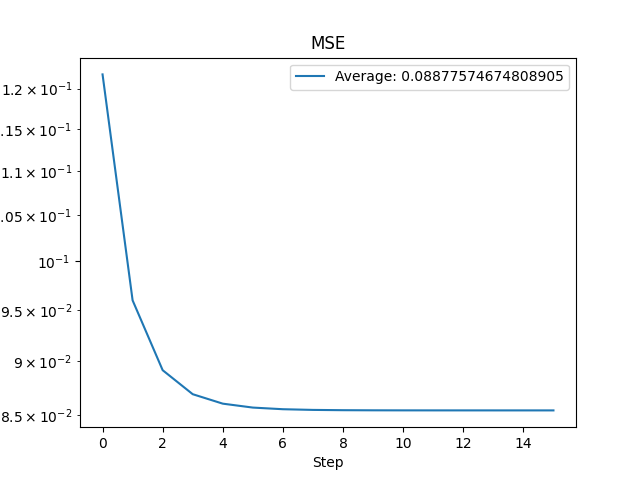 MSE
Average: 0.08877574674808905
1.2 × 10⁻¹
.15 × 10⁻¹
1.1 × 10⁻¹
.05 × 10⁻¹
10⁻¹
9.5 × 10⁻²
9 × 10⁻²
8.5 × 10⁻²
0 2 4 6 8 10 12 14
Step